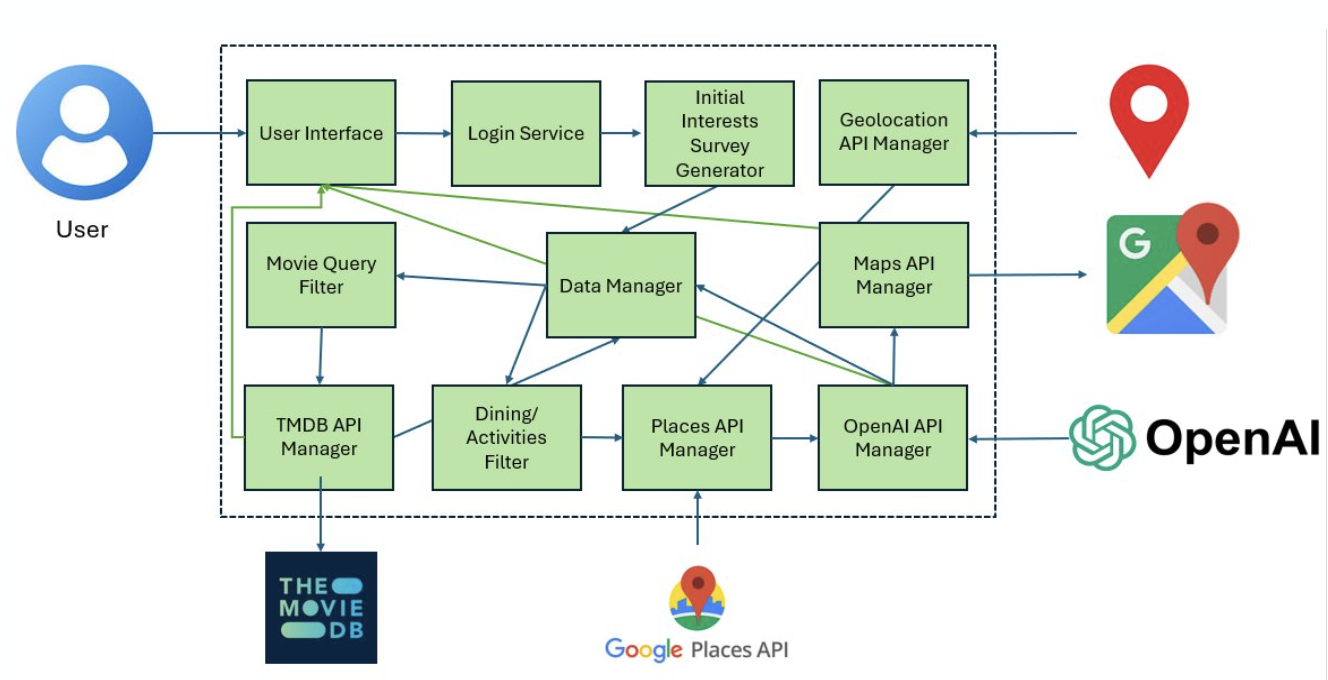 User Interface
Login Service
Initial
Interests
Survey
Generator
Geolocation
API Manager
User
G
Movie Query
Filter
Data Manager
Maps API
Manager
TMDB API
Manager
Dining/
Activities
Filter
Places API
Manager
OpenAI API
Manager
OpenAI
THE
MOVIE
DB
Google Places API